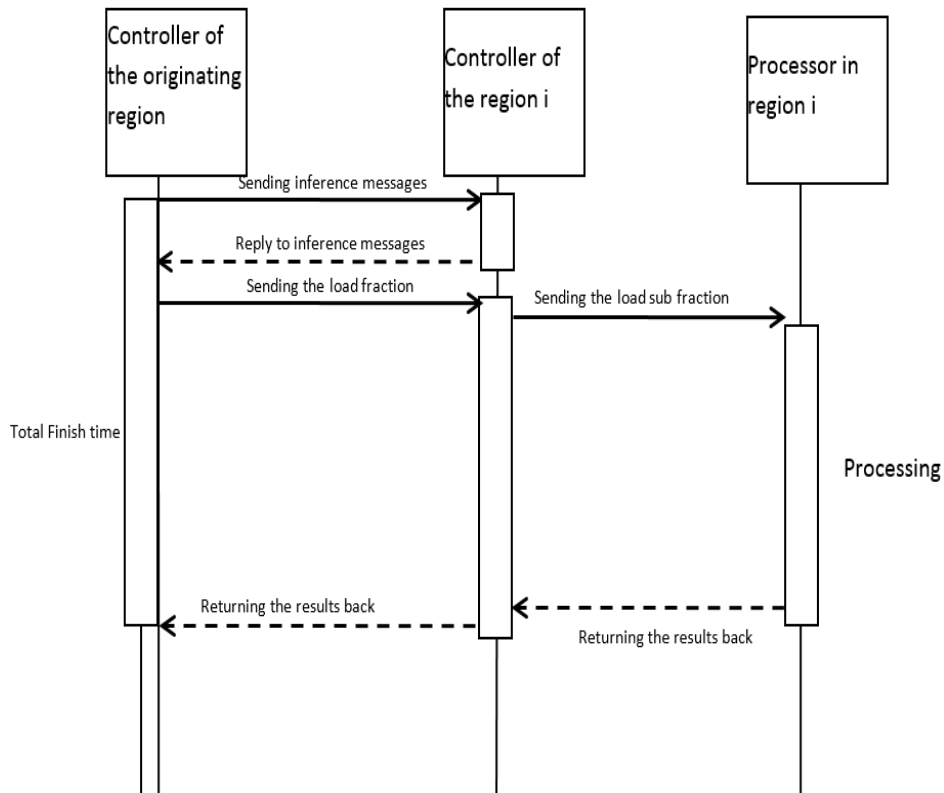 Controller of
the originating
region
Controller of
the region i
Processor in
region i
Sending inference messages
Reply to inference messages
Sending the load fraction
Sending the load sub fraction
Total Finish time
Processing
Returning the results back
Returning the results back